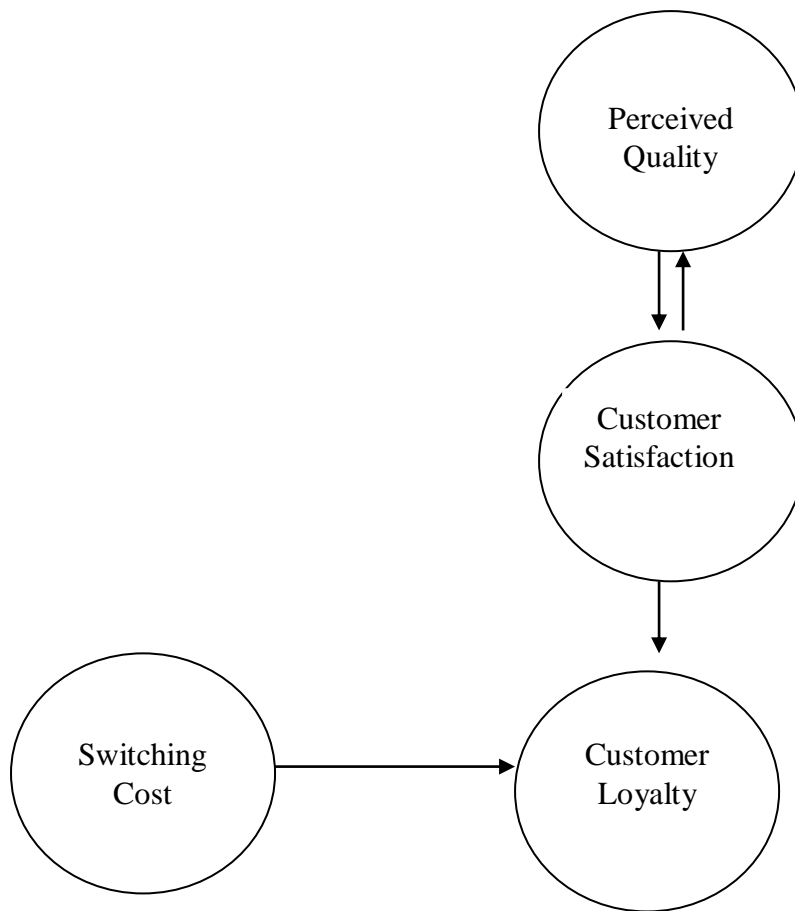 Perceived
Quality
Customer
Satisfaction
Switching
Cost
Customer
Loyalty